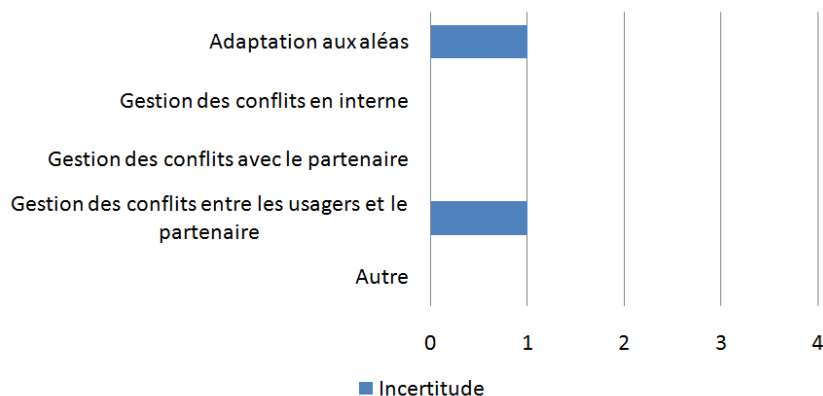 Adaptation aux aléas
Gestion des conflits en interne
Gestion des conflits avec le partenaire
Gestion des conflits entre les usagers et le
partenaire
Autre
0 1 2 3 4
Incertitude